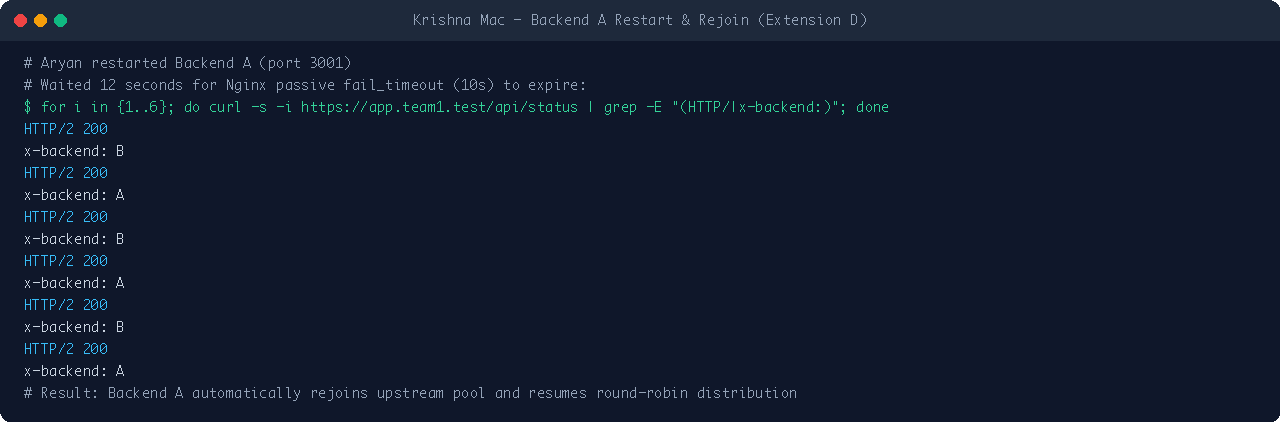 Krishna Mac — Backend A Restart & Rejoin (Extension D)
# Aryan restarted Backend A (port 3001)
# Waited 12 seconds for Nginx passive fail_timeout (10s) to expire:
$ for i in {1..6}; do curl -s -i https://app.team1.test/api/status | grep -E "(HTTP/|x-backend:)"; done
HTTP/2 200
x-backend: B
HTTP/2 200
x-backend: A
HTTP/2 200
x-backend: B
HTTP/2 200
x-backend: A
HTTP/2 200
x-backend: B
HTTP/2 200
x-backend: A
# Result: Backend A automatically rejoins upstream pool and resumes round-robin distribution